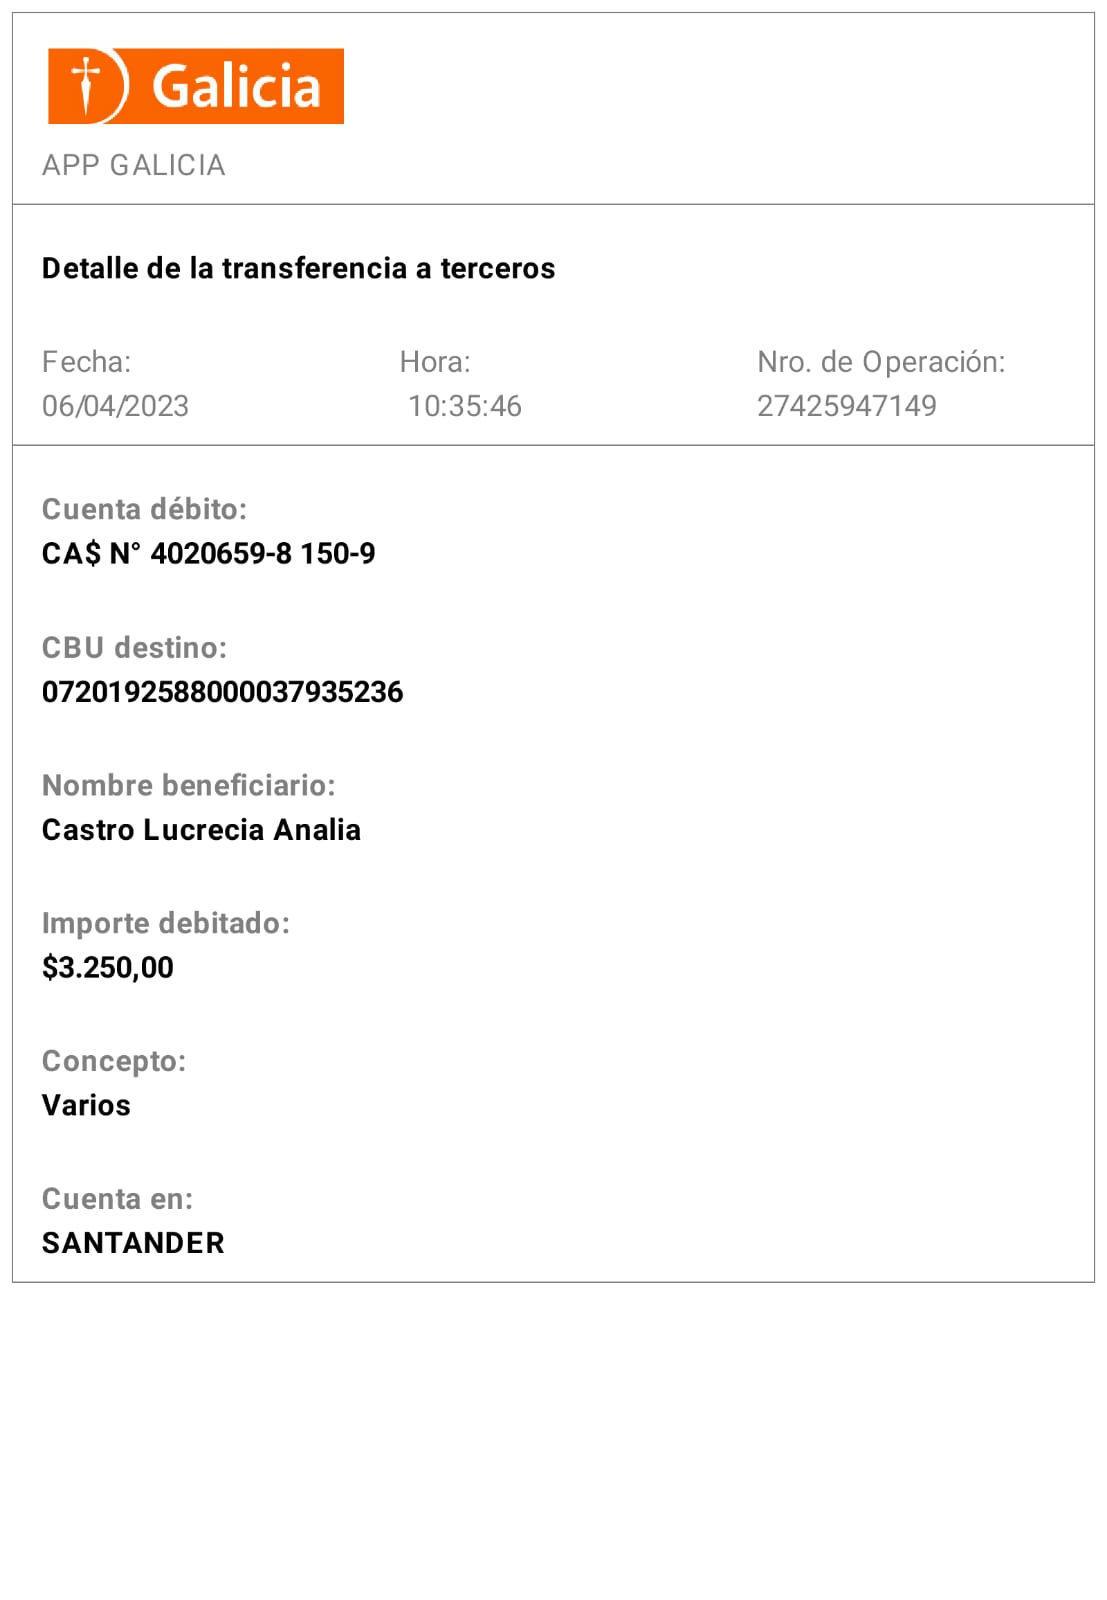 Galicia
APP GALICIA
Detalle de la transferencia a terceros
Fecha: Hora: Nro. de Operación:
06/04/2023 10:35:46 27425947149
Cuenta débito:
CA$ N° 4020659-8 150-9
CBU destino:
0720192588000037935236
Nombre beneficiario:
Castro Lucrecia Analia
Importe debitado:
$3.250,00
Concepto:
Varios
Cuenta en:
SANTANDER